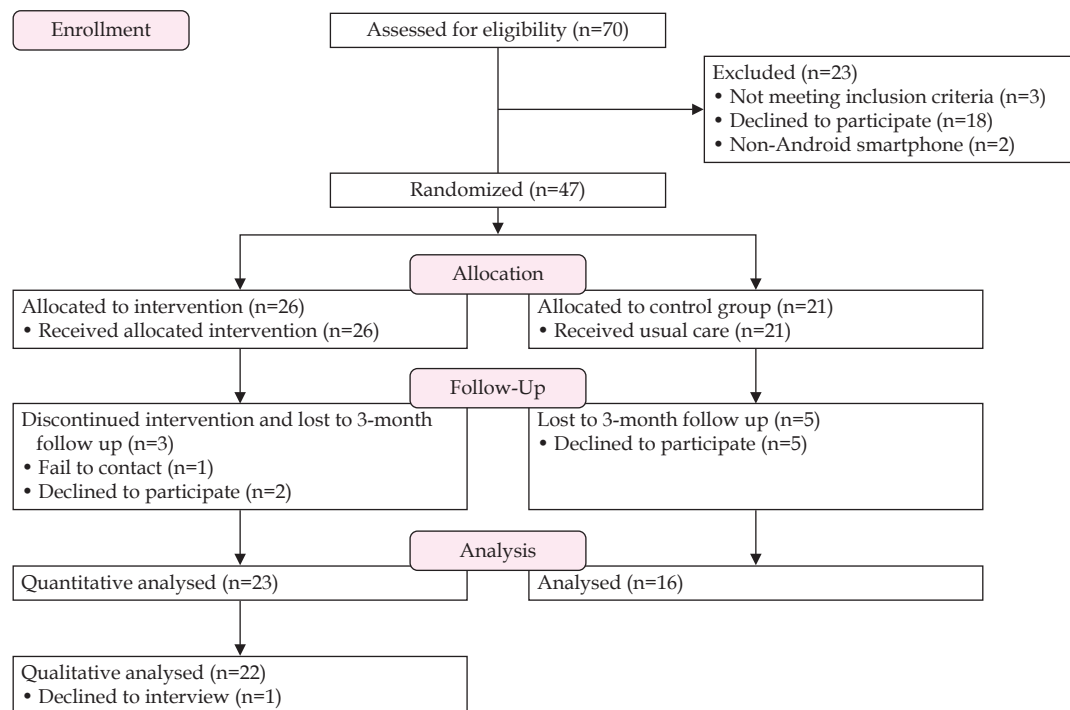 Enrollment
Assessed for eligibility (n=70)
Excluded (n=23)
• Not meeting inclusion criteria (n=3)
• Declined to participate (n=18)
• Non-Android smartphone (n=2)
Randomized (n=47)
Allocation
Allocated to intervention (n=26)
• Received allocated intervention (n=26)
Allocated to control group (n=21)
• Received usual care (n=21)
Follow-Up
Discontinued intervention and lost to 3-month
follow up (n=3)
• Fail to contact (n=1)
• Declined to participate (n=2)
Lost to 3-month follow up (n=5)
• Declined to participate (n=5)
Analysis
Quantitative analysed (n=23)
Analysed (n=16)
Qualitative analysed (n=22)
• Declined to interview (n=1)